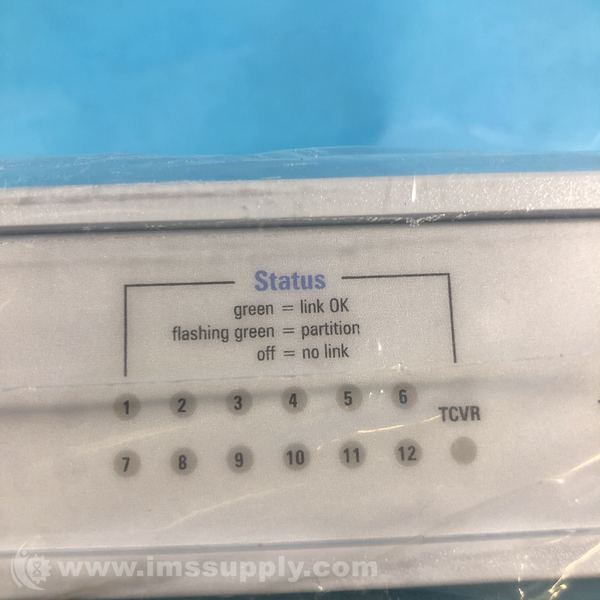 Status
green = link OK
flashing green = partition
off = no link
1 2 3 4 5 6 TCVR
7 8 9 10 11 12
www.imssupply.com